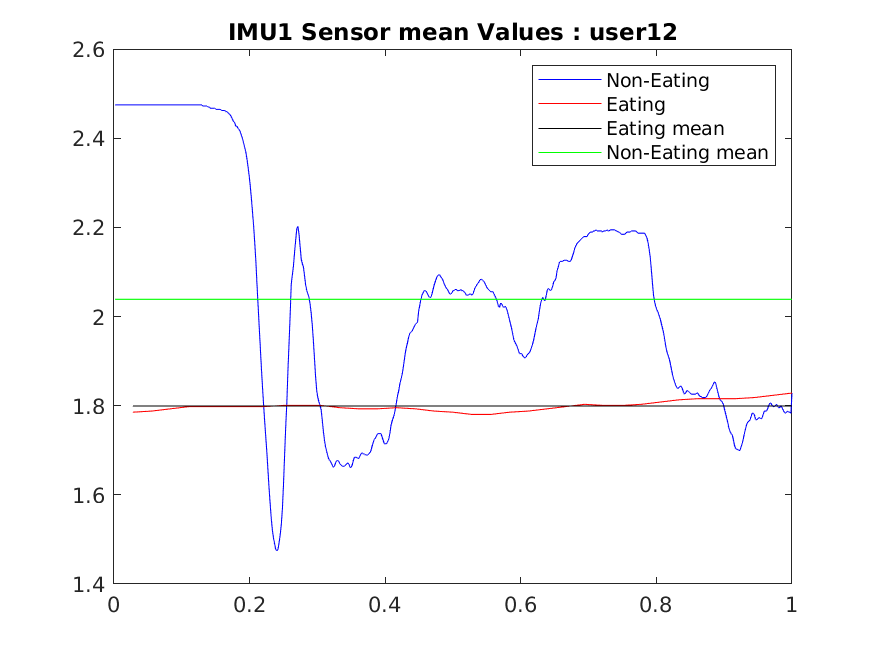 IMU1 Sensor mean Values : user12
2.6
2.4
2.2
2
1.8
1.6
1.4
Non-Eating
Eating
Eating mean
Non-Eating mean
0
0.2
0.4
0.6
0.8
1